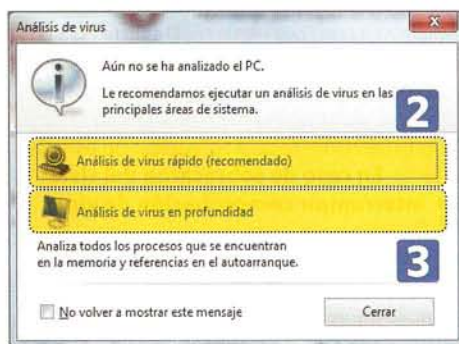 Análisis de virus
Aún no se ha analizado el PC.
Le recomendamos ejecutar un análisis de virus en las
principales áreas de sistema.
2
Análisis de virus rápido (recomendado)
Análisis de virus en profundidad
Analiza todos los procesos que se encuentran
en la memoria y referencias en el autoarranque.
3
No volver a mostrar este mensaje
Cerrar